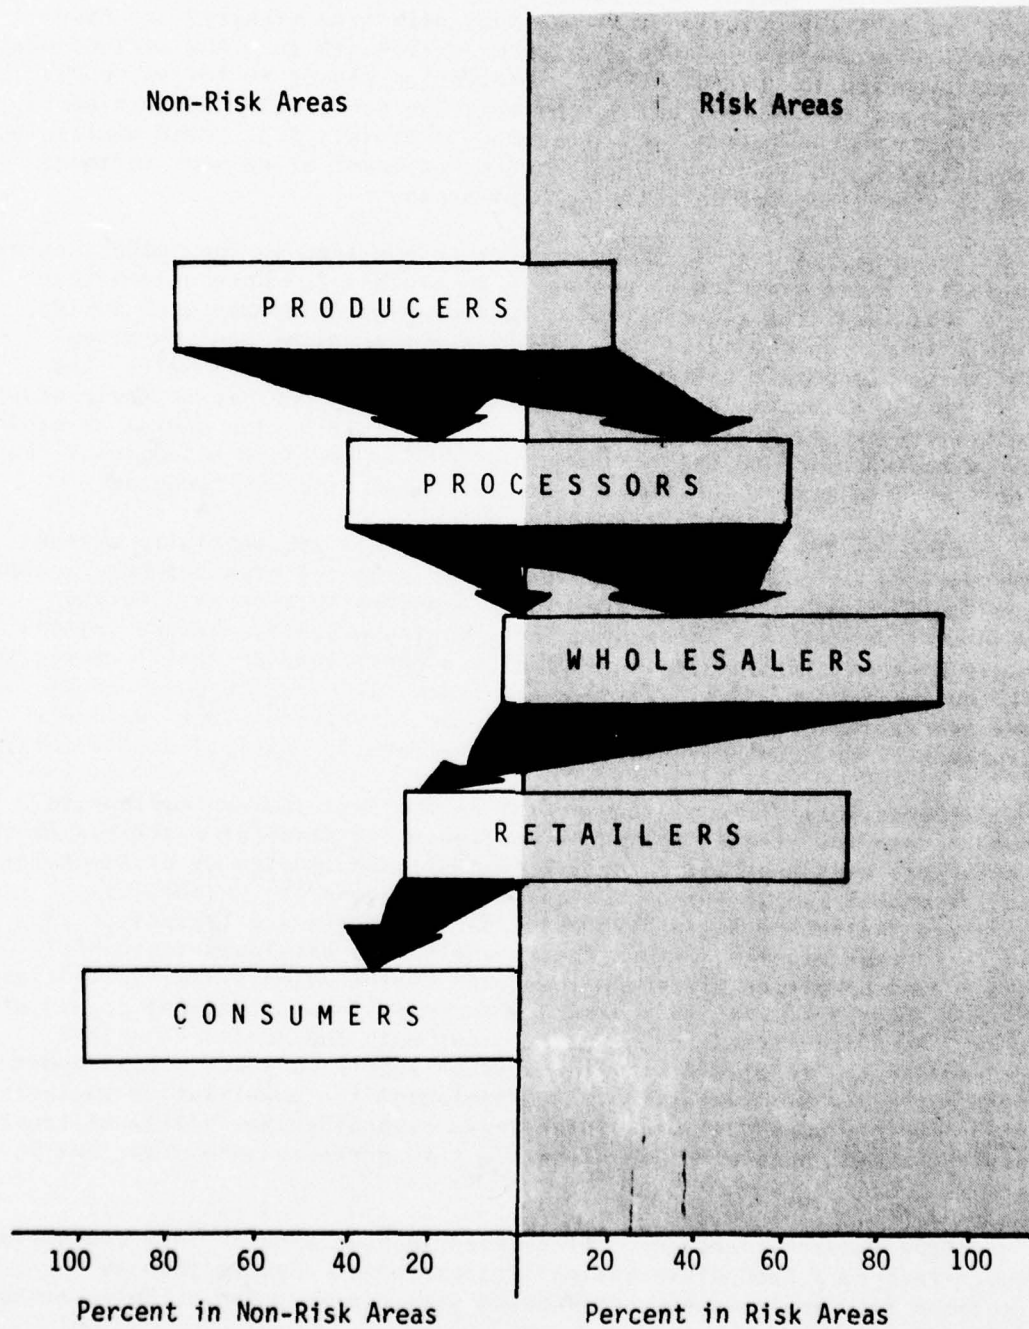 Non-Risk Areas Risk Areas
PRODUCERS
PROCESSORS
WHOLESALERS
RETAILERS
CONSUMERS
100 80 60 40 20 20 40 60 80 100
Percent in Non-Risk Areas Percent in Risk Areas